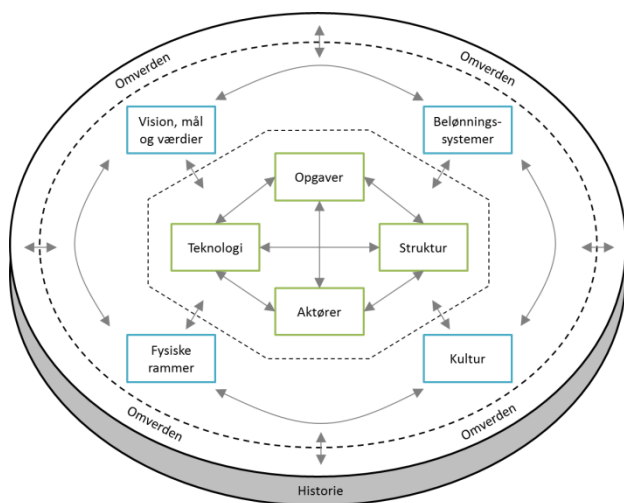 Omverden
Omverden
Vision, mål
og værdier
Belønnings-
systemer
Opgaver
Teknologi
Struktur
Aktører
Fysiske
rammer
Kultur
Omverden
Omverden
Historie